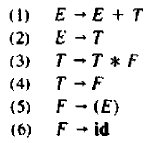 (1) E → E + T
(2) E → T
(3) T → T * F
(4) T → F
(5) F → (E)
(6) F → id